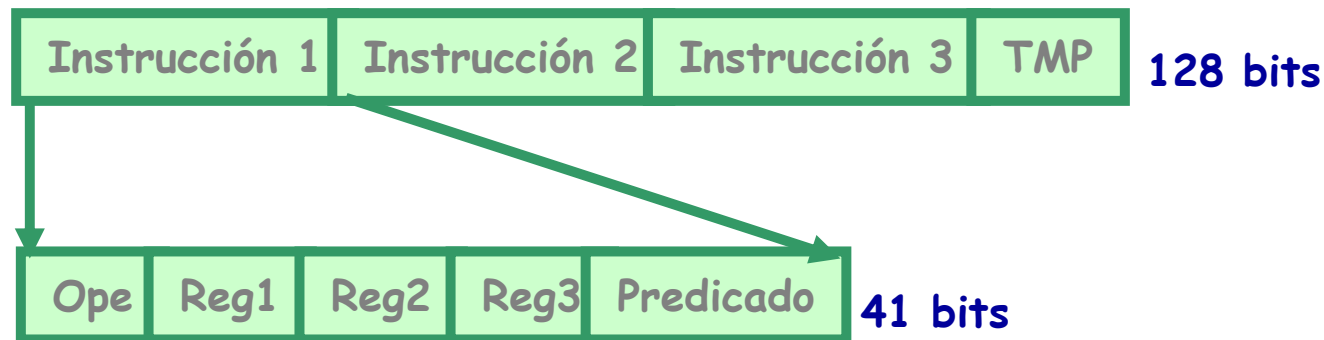 Instrucción 1 Instrucción 2 Instrucción 3 TMP 128 bits
Ope Reg1 Reg2 Reg3 Predicado 41 bits